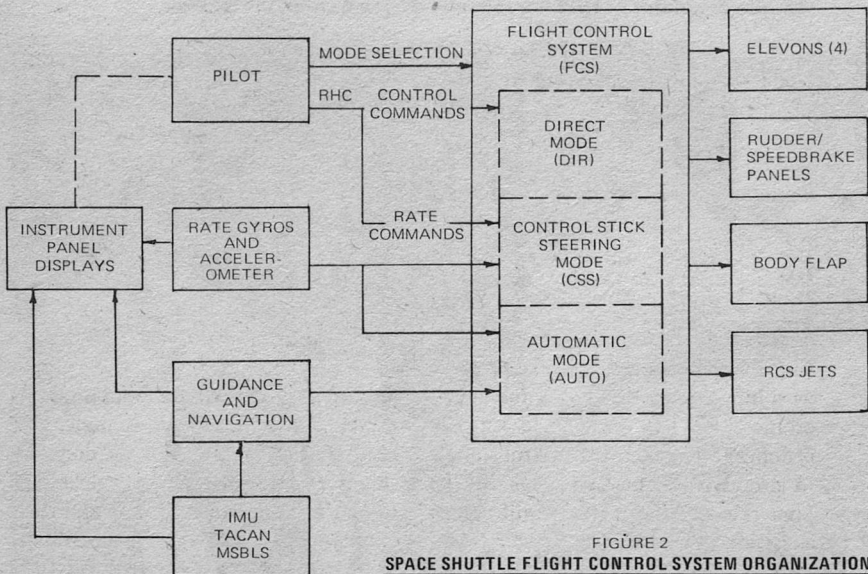 PILOT
MODE SELECTION
RHC
CONTROL
COMMANDS
FLIGHT CONTROL
SYSTEM
(FCS)
DIRECT
MODE
(DIR)
ELEVONS (4)
RUDDER/
SPEEDBRAKE
PANELS
INSTRUMENT
PANEL
DISPLAYS
RATE GYROS
AND
ACCELER-
OMETER
RATE
COMMANDS
CONTROL STICK
STEERING
MODE
(CSS)
BODY FLAP
GUIDANCE
AND
NAVIGATION
AUTOMATIC
MODE
(AUTO)
RCS JETS
IMU
TACAN
MSBLS
FIGURE 2
SPACE SHUTTLE FLIGHT CONTROL SYSTEM ORGANIZATION